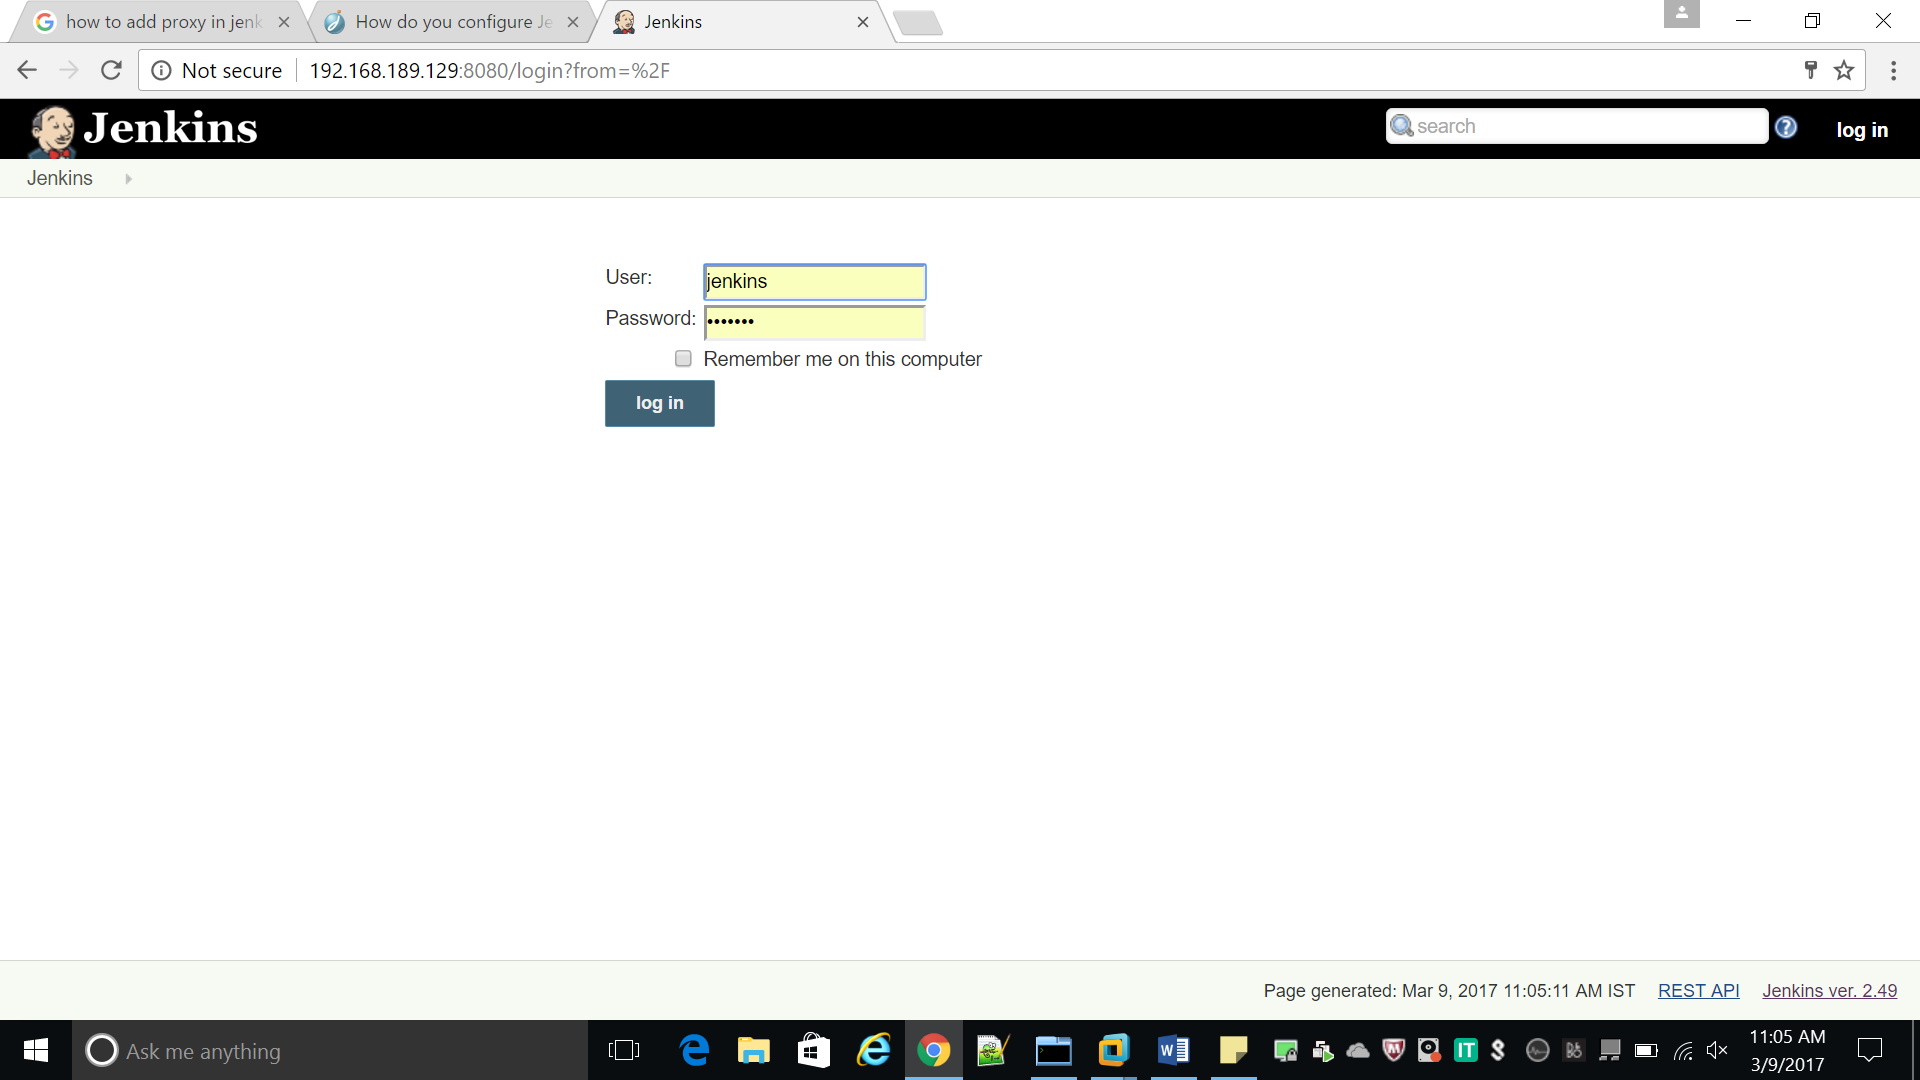 how to add proxy in jenk
How do you configure Je
Jenkins
Not secure
192.168.189.129:8080/login?from=%2F
Jenkins
search
log in
Jenkins
User:
jenkins
Password:
•••••••
Remember me on this computer
log in
Page generated: Mar 9, 2017 11:05:11 AM IST
REST API
Jenkins ver. 2.49
Ask me anything
IT
11:05 AM
3/9/2017